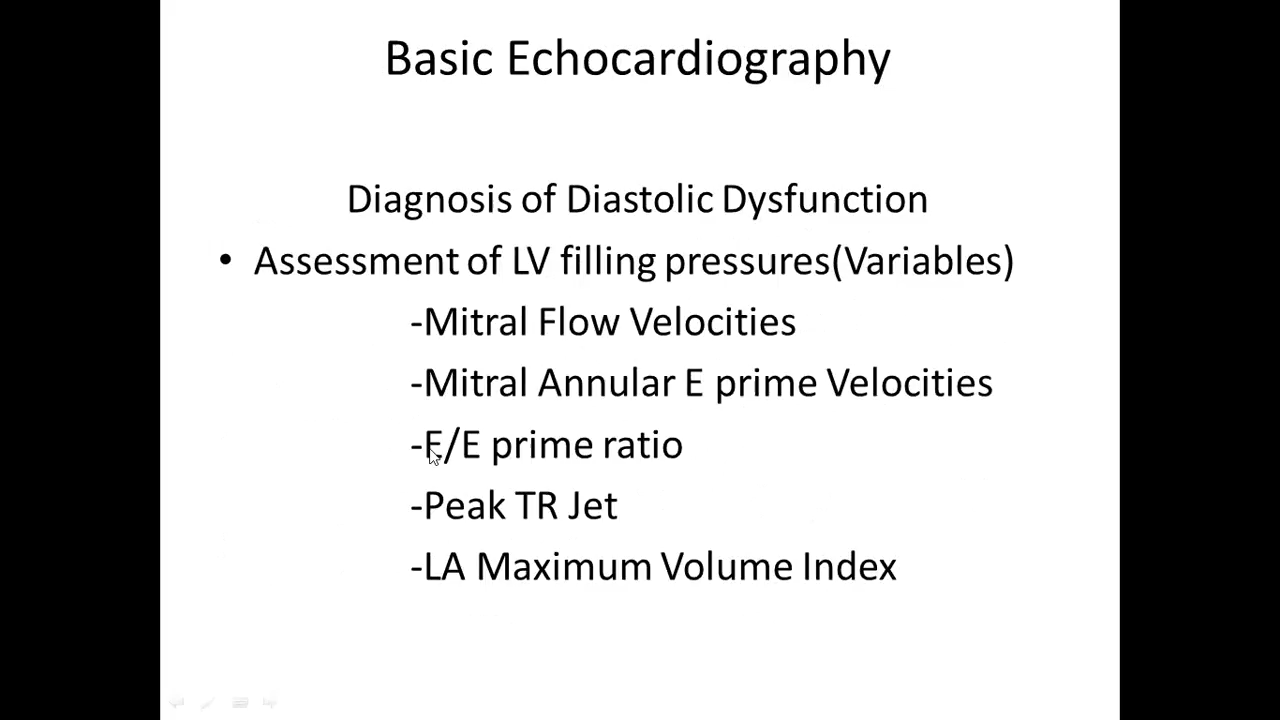 Basic Echocardiography
Diagnosis of Diastolic Dysfunction
• Assessment of LV filling pressures(Variables)
-Mitral Flow Velocities
-Mitral Annular E prime Velocities
-E/E prime ratio
-Peak TR Jet
-LA Maximum Volume Index